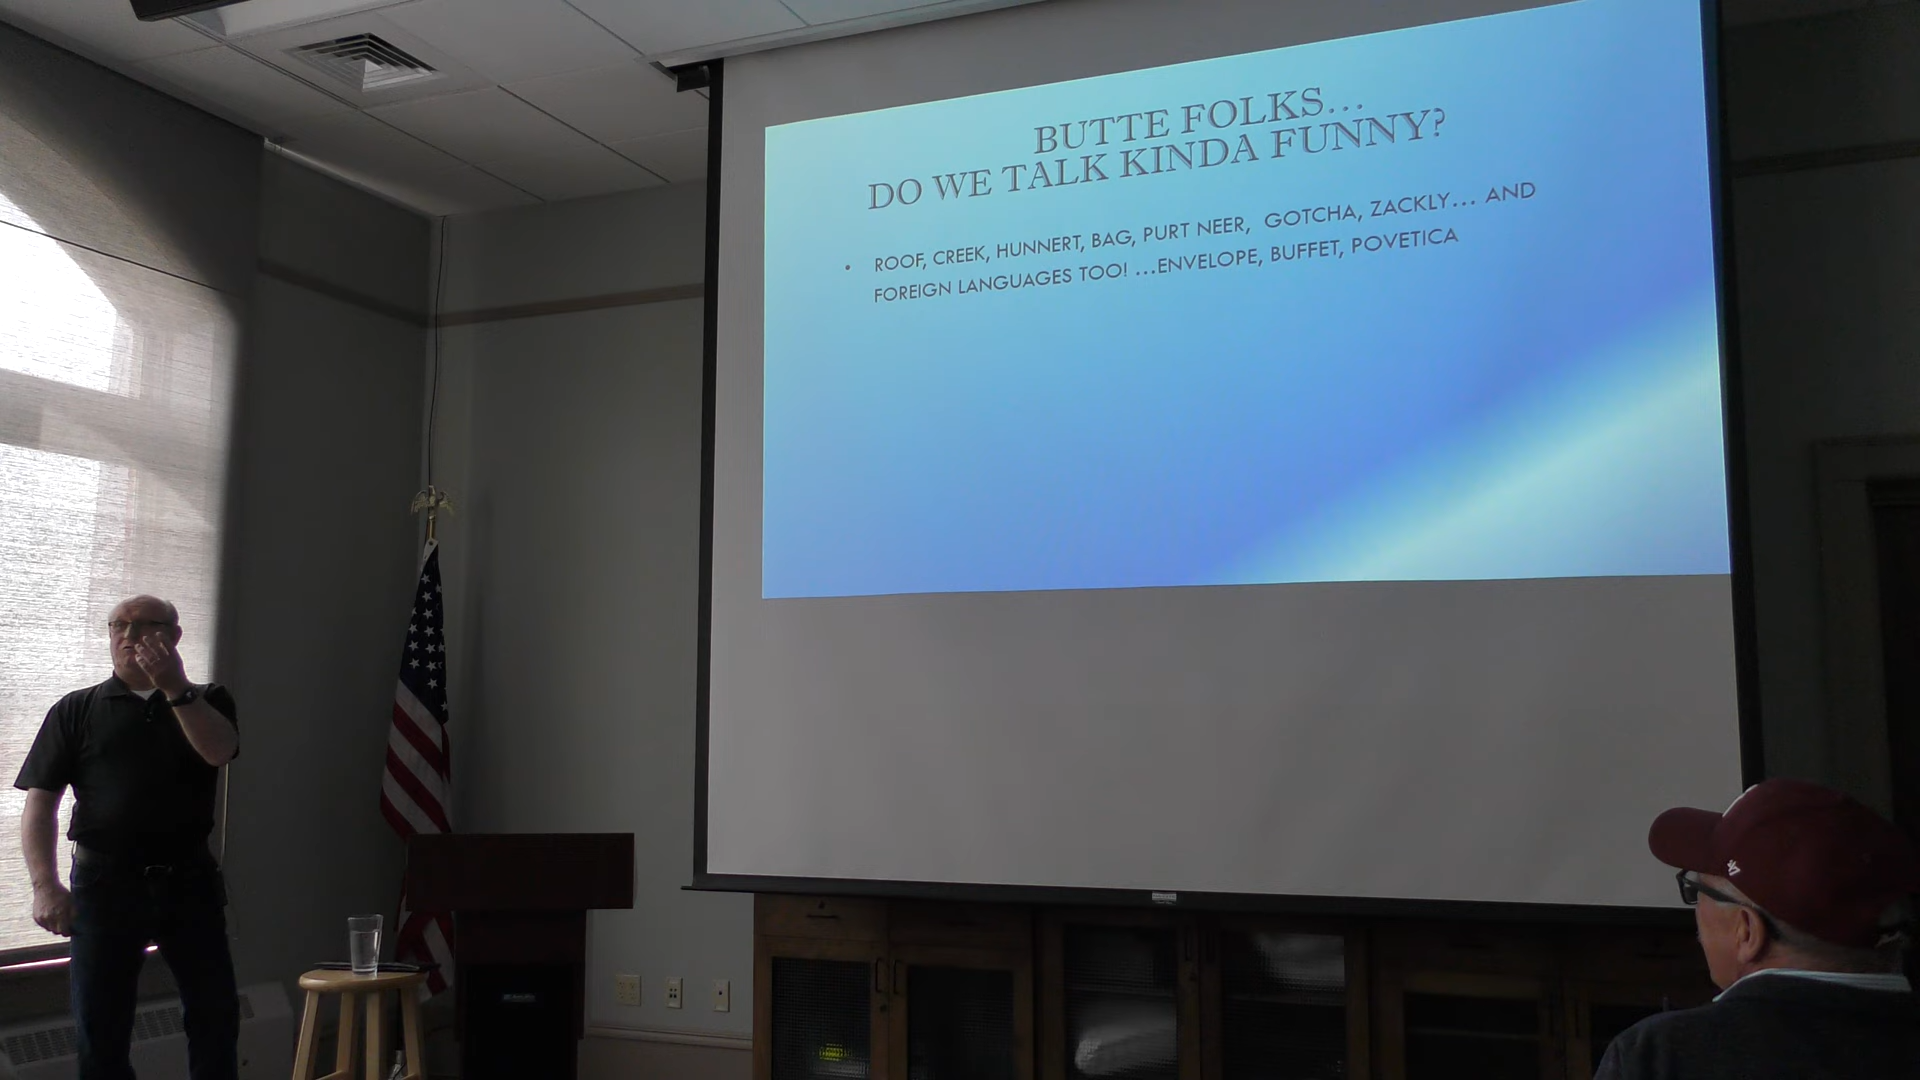 BUTTE FOLKS...
DO WE TALK KINDA FUNNY?
• ROOF, CREEK, HUNNERT, BAG, PURT NEER, GOTCHA, ZACKLY... AND
FOREIGN LANGUAGES TOO! ...ENVELOPE, BUFFET, POVETICA